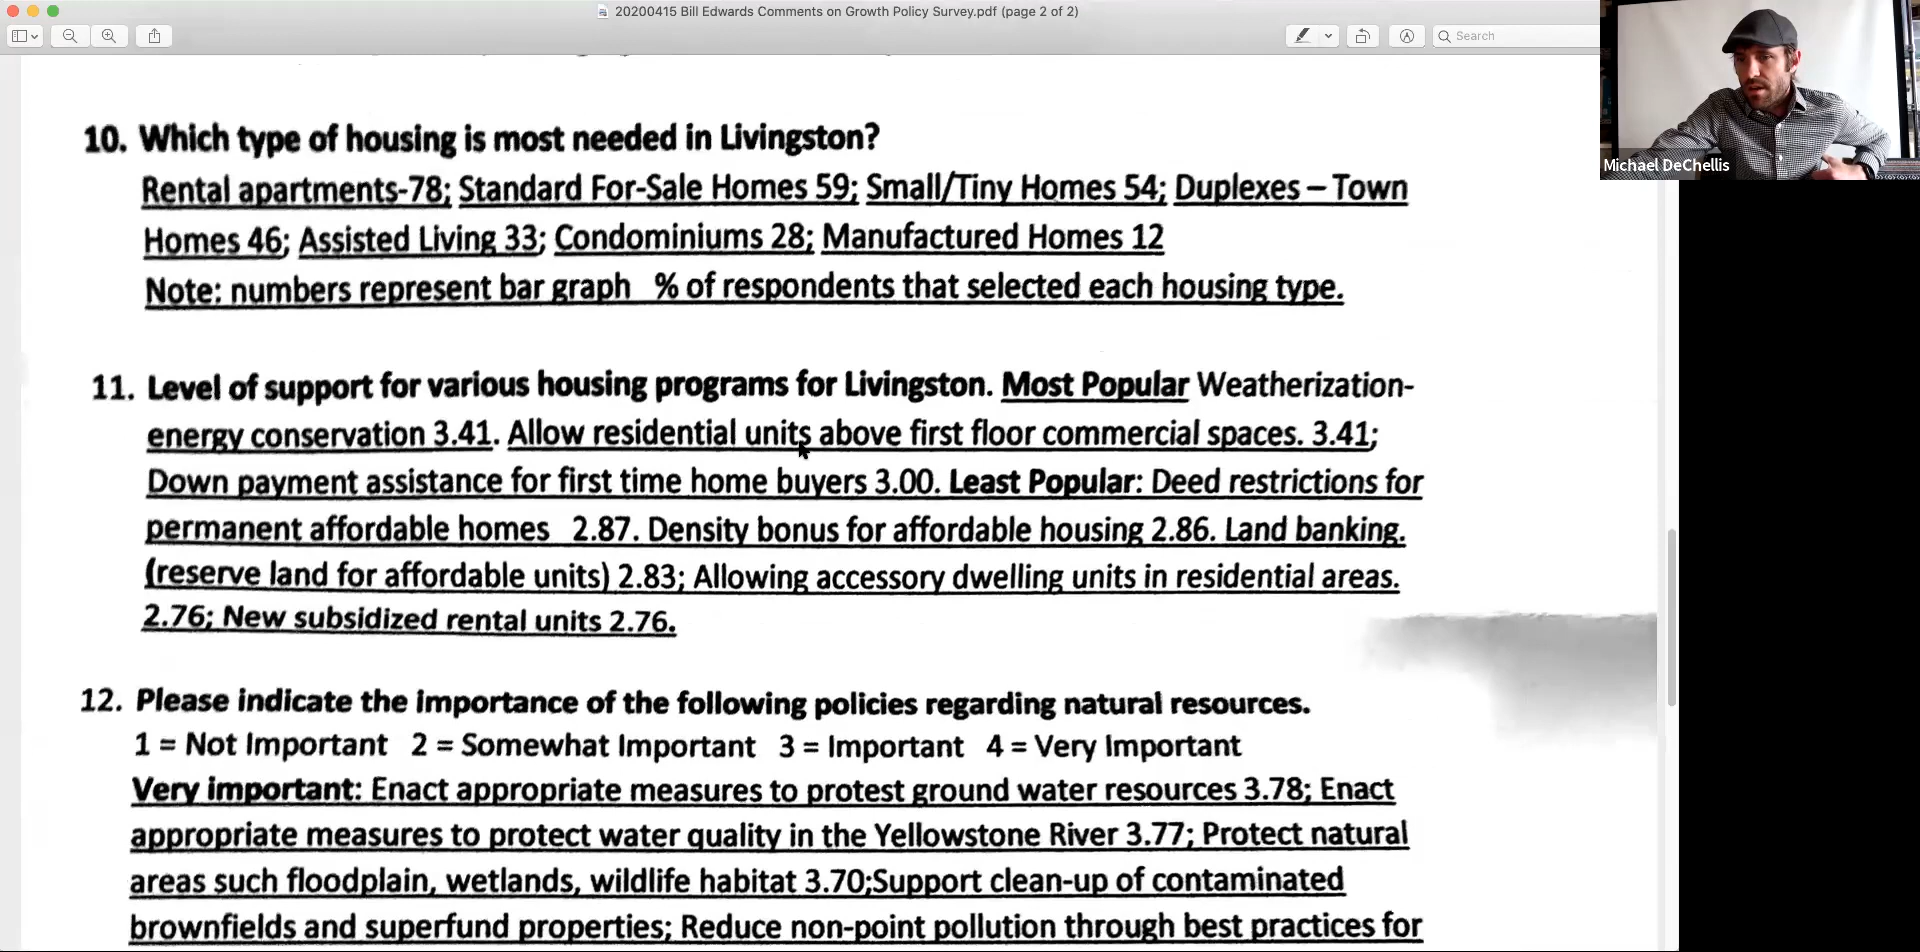 20200415 Bill Edwards Comments on Growth Policy Survey.pdf (page 2 of 2)
Search
Michael DeChellis
10. Which type of housing is most needed in Livingston?
Rental apartments-78; Standard For-Sale Homes 59; Small/Tiny Homes 54; Duplexes – Town
Homes 46; Assisted Living 33; Condominiums 28; Manufactured Homes 12
Note: numbers represent bar graph % of respondents that selected each housing type.
11. Level of support for various housing programs for Livingston. Most Popular Weatherization-
energy conservation 3.41. Allow residential units above first floor commercial spaces. 3.41;
Down payment assistance for first time home buyers 3.00. Least Popular: Deed restrictions for
permanent affordable homes 2.87. Density bonus for affordable housing 2.86. Land banking.
(reserve land for affordable units) 2.83; Allowing accessory dwelling units in residential areas.
2.76; New subsidized rental units 2.76.
12. Please indicate the importance of the following policies regarding natural resources.
1 = Not Important 2 = Somewhat Important 3 = Important 4 = Very Important
Very important: Enact appropriate measures to protest ground water resources 3.78; Enact
appropriate measures to protect water quality in the Yellowstone River 3.77; Protect natural
areas such floodplain, wetlands, wildlife habitat 3.70;Support clean-up of contaminated
brownfields and superfund properties; Reduce non-point pollution through best practices for